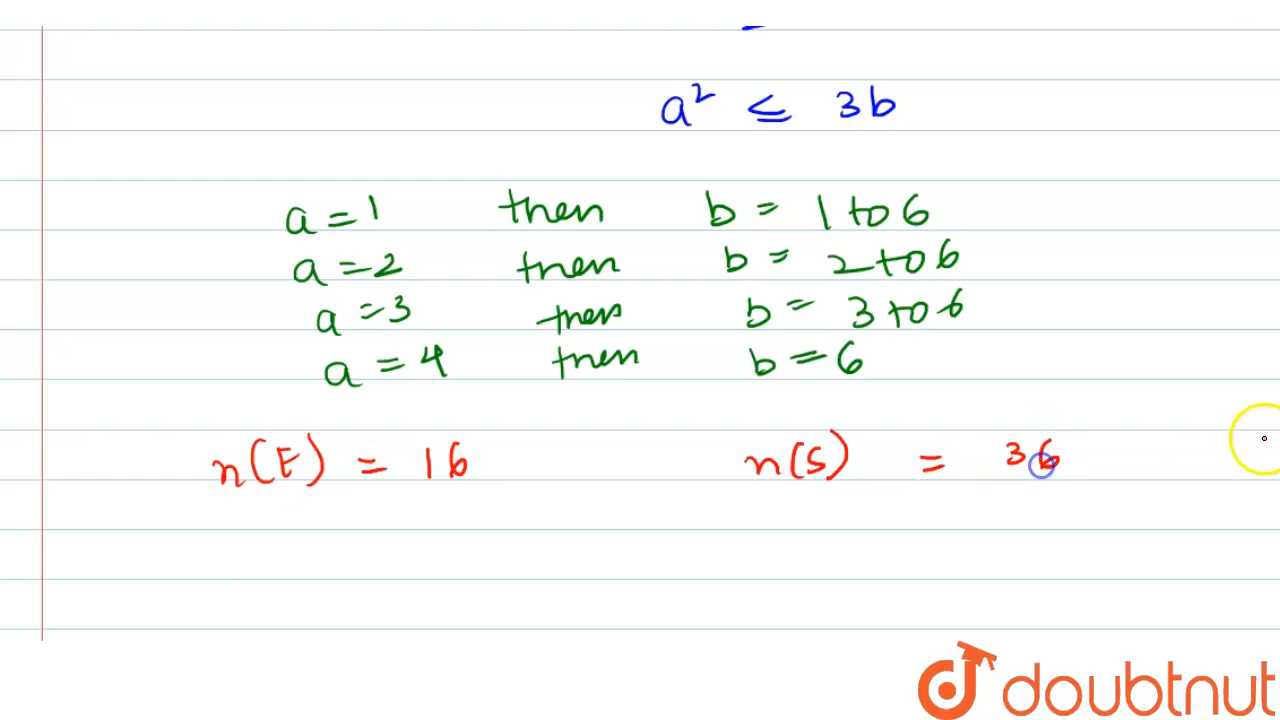 a² ≤ 3b
a = 1 then b = 1 to 6
a = 2 then b = 2 to 6
a = 3 then b = 3 to 6
a = 4 then b = 6
n(E) = 16 n(S) = 36
doubtnut